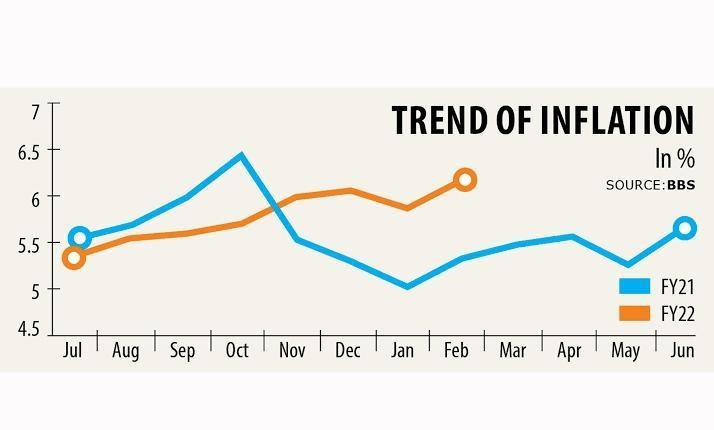 TREND OF INFLATION
In %
SOURCE:BBS
7
6.5
6
5.5
5
4.5
Jul Aug Sep Oct Nov Dec Jan Feb Mar Apr May Jun
FY21
FY22